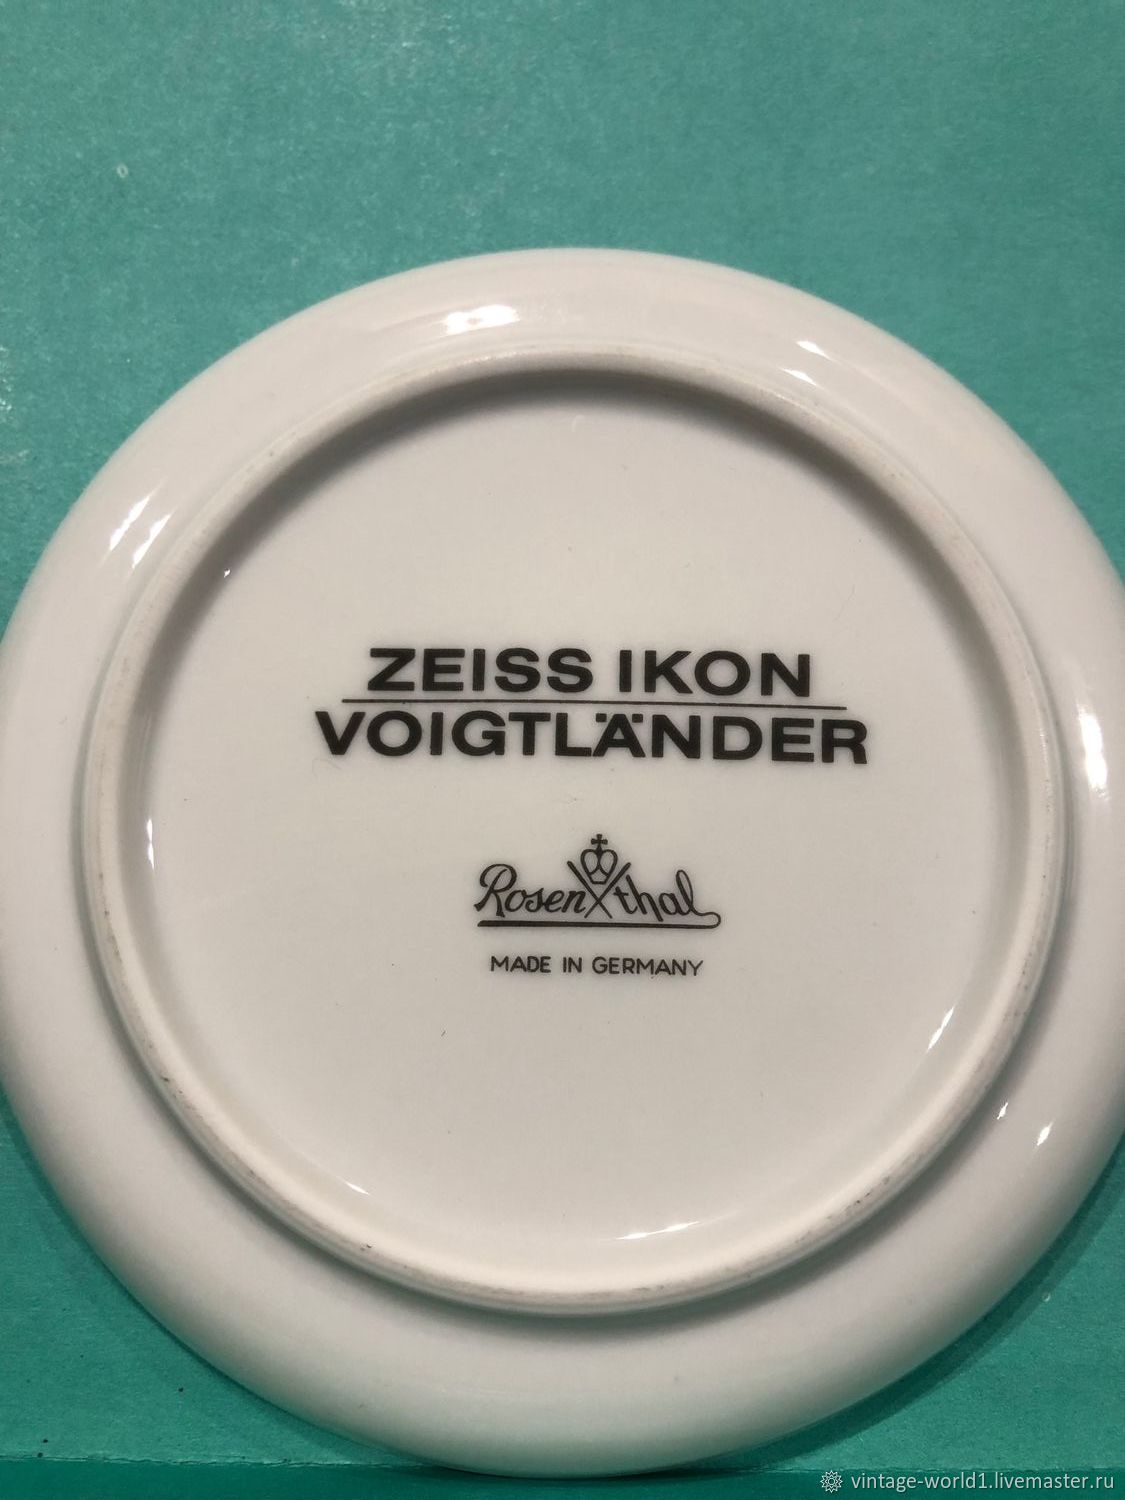 ZEISS IKON
VOIGTLÄNDER
Rosenthal
MADE IN GERMANY
vintage-world1.livemaster.ru